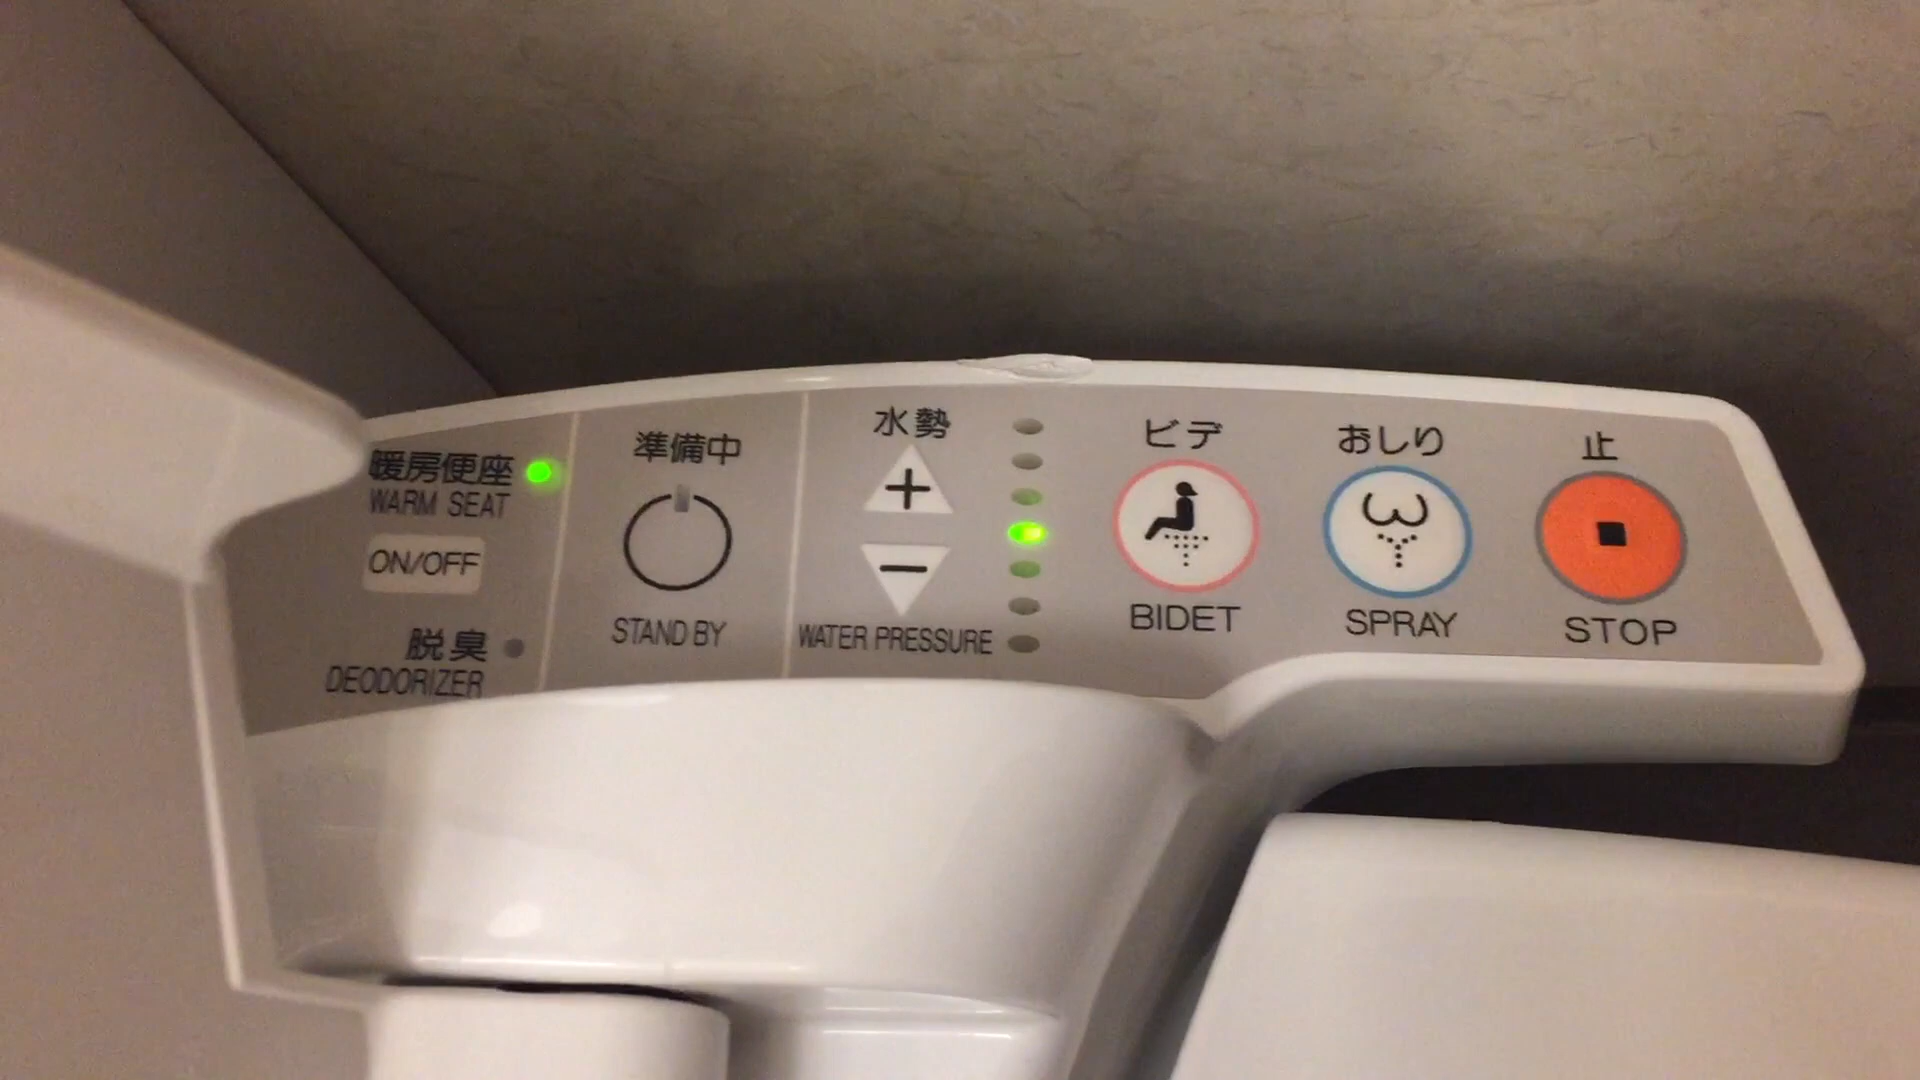 暖房便座
WARM SEAT
ON/OFF
脱臭
DEODORIZER
準備中
STAND BY
水勢
+
−
WATER PRESSURE
ビデ
BIDET
おしり
SPRAY
止
STOP